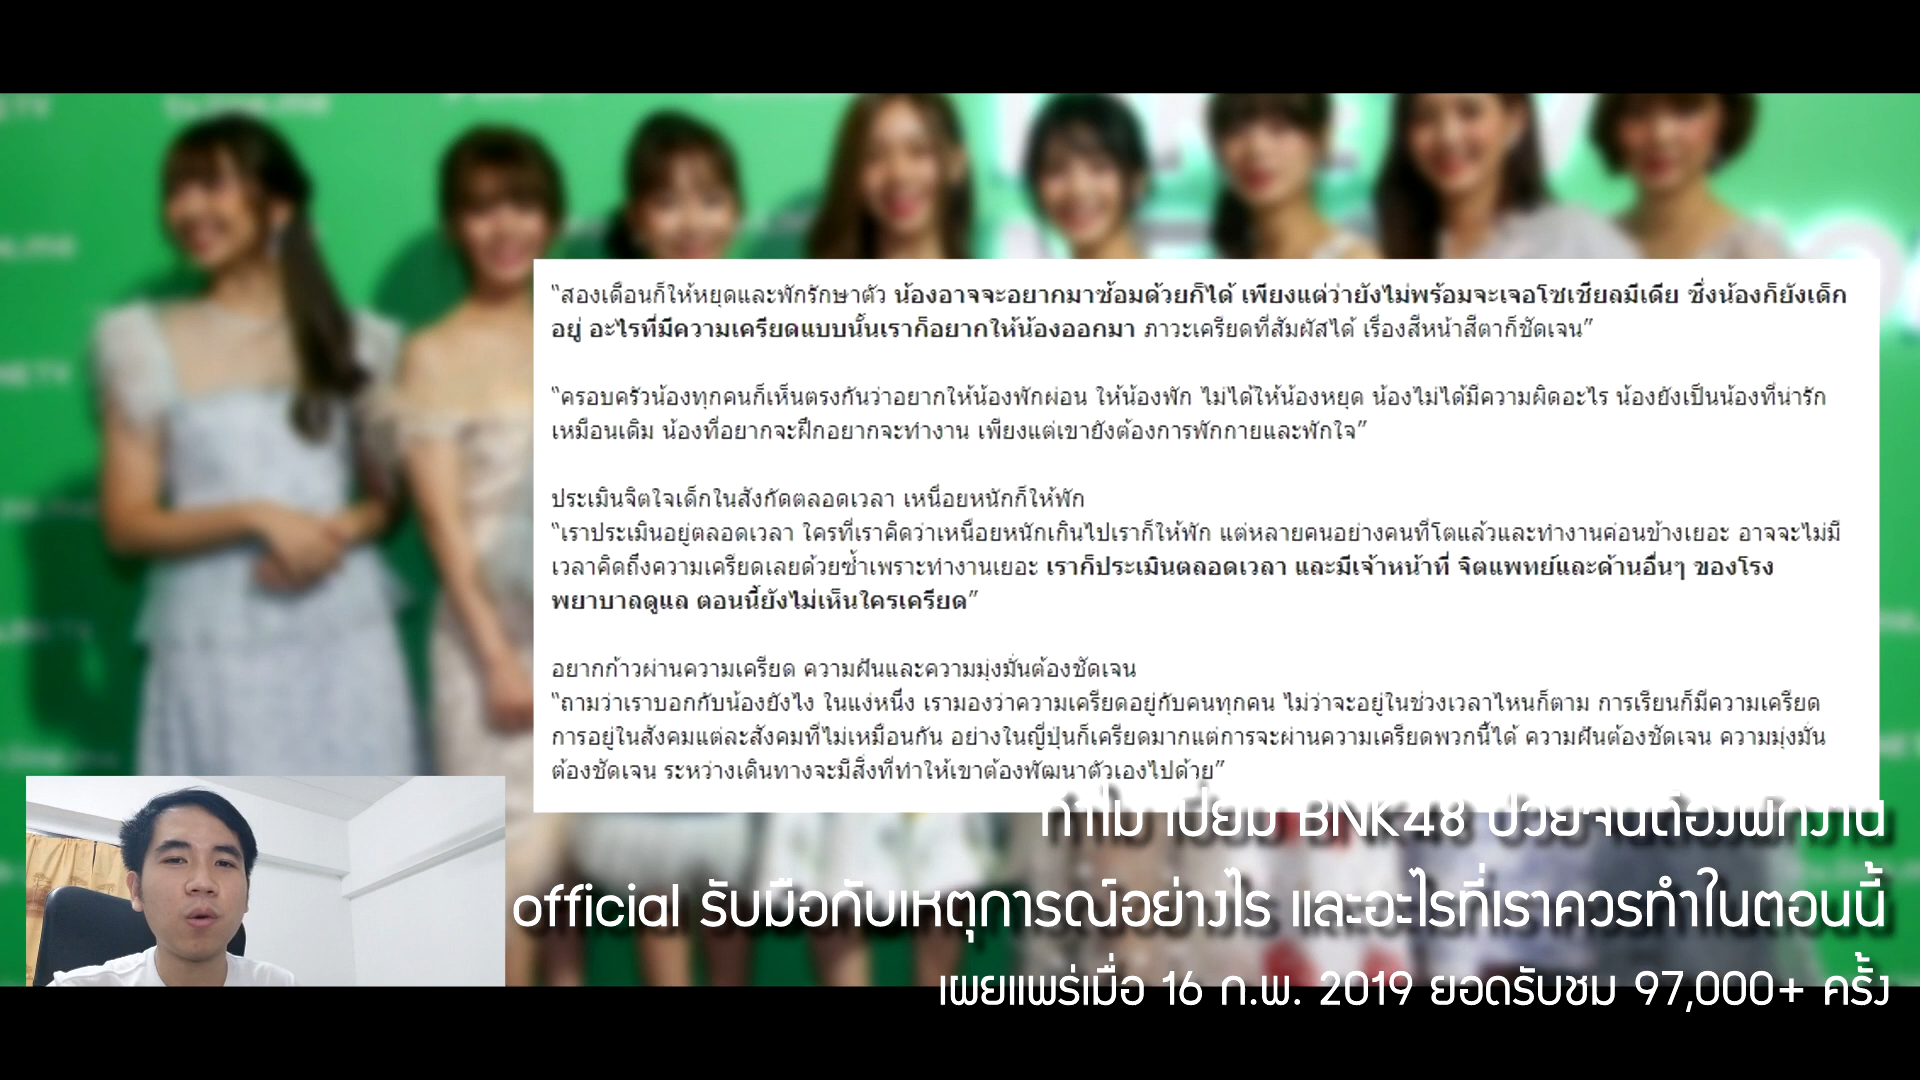 “สองเดือนก็ให้หยุดและพักรักษาตัว น้องอาจจะอยากมาซ้อมด้วยก็ได้ เพียงแต่ว่ายังไม่พร้อมจะเจอโซเชียลมีเดีย ซึ่งน้องก็ยังเด็ก
อยู่ อะไรที่มีความเครียดแบบนั้นเราก็อยากให้น้องออกมา ภาวะเครียดที่สัมผัสได้ เรื่องสีหน้าสีตาก็ชัดเจน”
“ครอบครัวน้องทุกคนก็เห็นตรงกันว่าอยากให้น้องพักผ่อน ให้น้องพัก ไม่ได้ให้น้องหยุด น้องไม่ได้มีความผิดอะไร น้องยังเป็นน้องที่น่ารัก
เหมือนเดิม น้องที่อยากจะฝึกอยากจะทำงาน เพียงแต่เขายังต้องการพักกายและพักใจ”
ประเมินจิตใจเด็กในสังกัดตลอดเวลา เหนื่อยหนักก็ให้พัก
“เราประเมินอยู่ตลอดเวลา ใครที่เราคิดว่าเหนื่อยหนักเกินไปเราก็ให้พัก แต่หลายคนอย่างคนที่โตแล้วและทำงานค่อนข้างเยอะ อาจจะไม่มี
เวลาคิดถึงความเครียดเลยด้วยซ้ำเพราะทำงานเยอะ เราก็ประเมินตลอดเวลา และมีเจ้าหน้าที่ จิตแพทย์และด้านอื่นๆ ของโรง
พยาบาลดูแล ตอนนี้ยังไม่เห็นใครเครียด”
อยากก้าวผ่านความเครียด ความฝันและความมุ่งมั่นต้องชัดเจน
“ถามว่าเราบอกกับน้องยังไง ในแง่หนึ่ง เรามองว่าความเครียดอยู่กับคนทุกคน ไม่ว่าจะอยู่ในช่วงเวลาไหนก็ตาม การเรียนก็มีความเครียด
การอยู่ในสังคมแต่ละสังคมที่ไม่เหมือนกัน อย่างในญี่ปุ่นก็เครียดมากแต่การจะผ่านความเครียดพวกนี้ได้ ความฝันต้องชัดเจน ความมุ่งมั่น
ต้องชัดเจน ระหว่างเดินทางจะมีสิ่งที่ทำให้เขาต้องพัฒนาตัวเองไปด้วย”
ทำไม เปี่ยม BNK48 ป่วยจนต้องพักงาน
official รับมือกับเหตุการณ์อย่างไร และอะไรที่เราควรทำในตอนนี้
เผยแพร่เมื่อ 16 ก.พ. 2019 ยอดรับชม 97,000+ ครั้ง